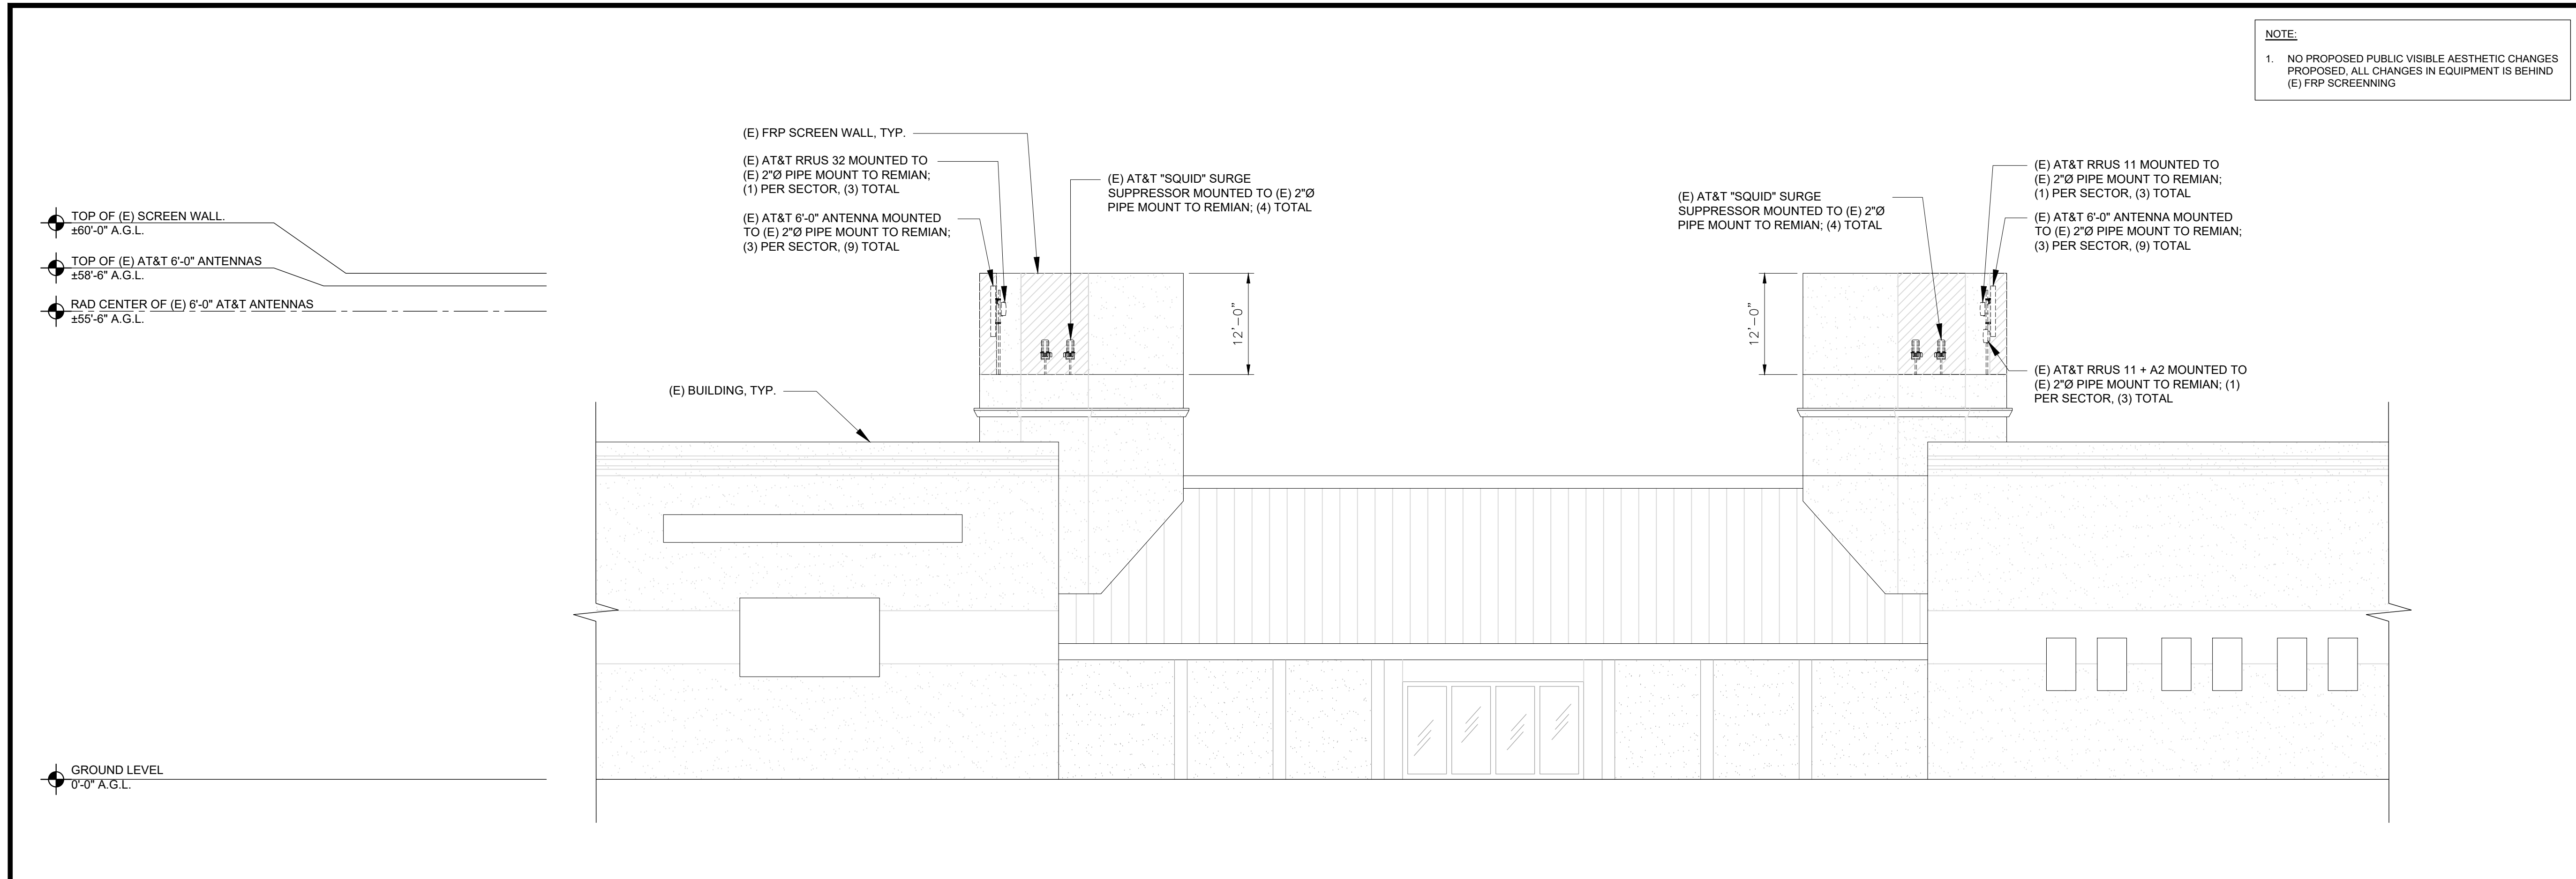 NOTE:
1. NO PROPOSED PUBLIC VISIBLE AESTHETIC CHANGES
PROPOSED, ALL CHANGES IN EQUIPMENT IS BEHIND
(E) FRP SCREENNING
(E) FRP SCREEN WALL, TYP.
(E) AT&T RRUS 32 MOUNTED TO
(E) 2"Ø PIPE MOUNT TO REMIAN;
(1) PER SECTOR, (3) TOTAL
(E) AT&T 6'-0" ANTENNA MOUNTED
TO (E) 2"Ø PIPE MOUNT TO REMIAN;
(3) PER SECTOR, (9) TOTAL
(E) AT&T "SQUID" SURGE
SUPPRESSOR MOUNTED TO (E) 2"Ø
PIPE MOUNT TO REMIAN; (4) TOTAL
(E) AT&T "SQUID" SURGE
SUPPRESSOR MOUNTED TO (E) 2"Ø
PIPE MOUNT TO REMIAN; (4) TOTAL
(E) AT&T RRUS 11 MOUNTED TO
(E) 2"Ø PIPE MOUNT TO REMIAN;
(1) PER SECTOR, (3) TOTAL
(E) AT&T 6'-0" ANTENNA MOUNTED
TO (E) 2"Ø PIPE MOUNT TO REMIAN;
(3) PER SECTOR, (9) TOTAL
TOP OF (E) SCREEN WALL.
±60'-0" A.G.L.
TOP OF (E) AT&T 6'-0" ANTENNAS
±58'-6" A.G.L.
RAD CENTER OF (E) 6'-0" AT&T ANTENNAS
±55'-6" A.G.L.
12'-0"
12'-0"
(E) AT&T RRUS 11 + A2 MOUNTED TO
(E) 2"Ø PIPE MOUNT TO REMIAN; (1)
PER SECTOR, (3) TOTAL
(E) BUILDING, TYP.
GROUND LEVEL
0'-0" A.G.L.